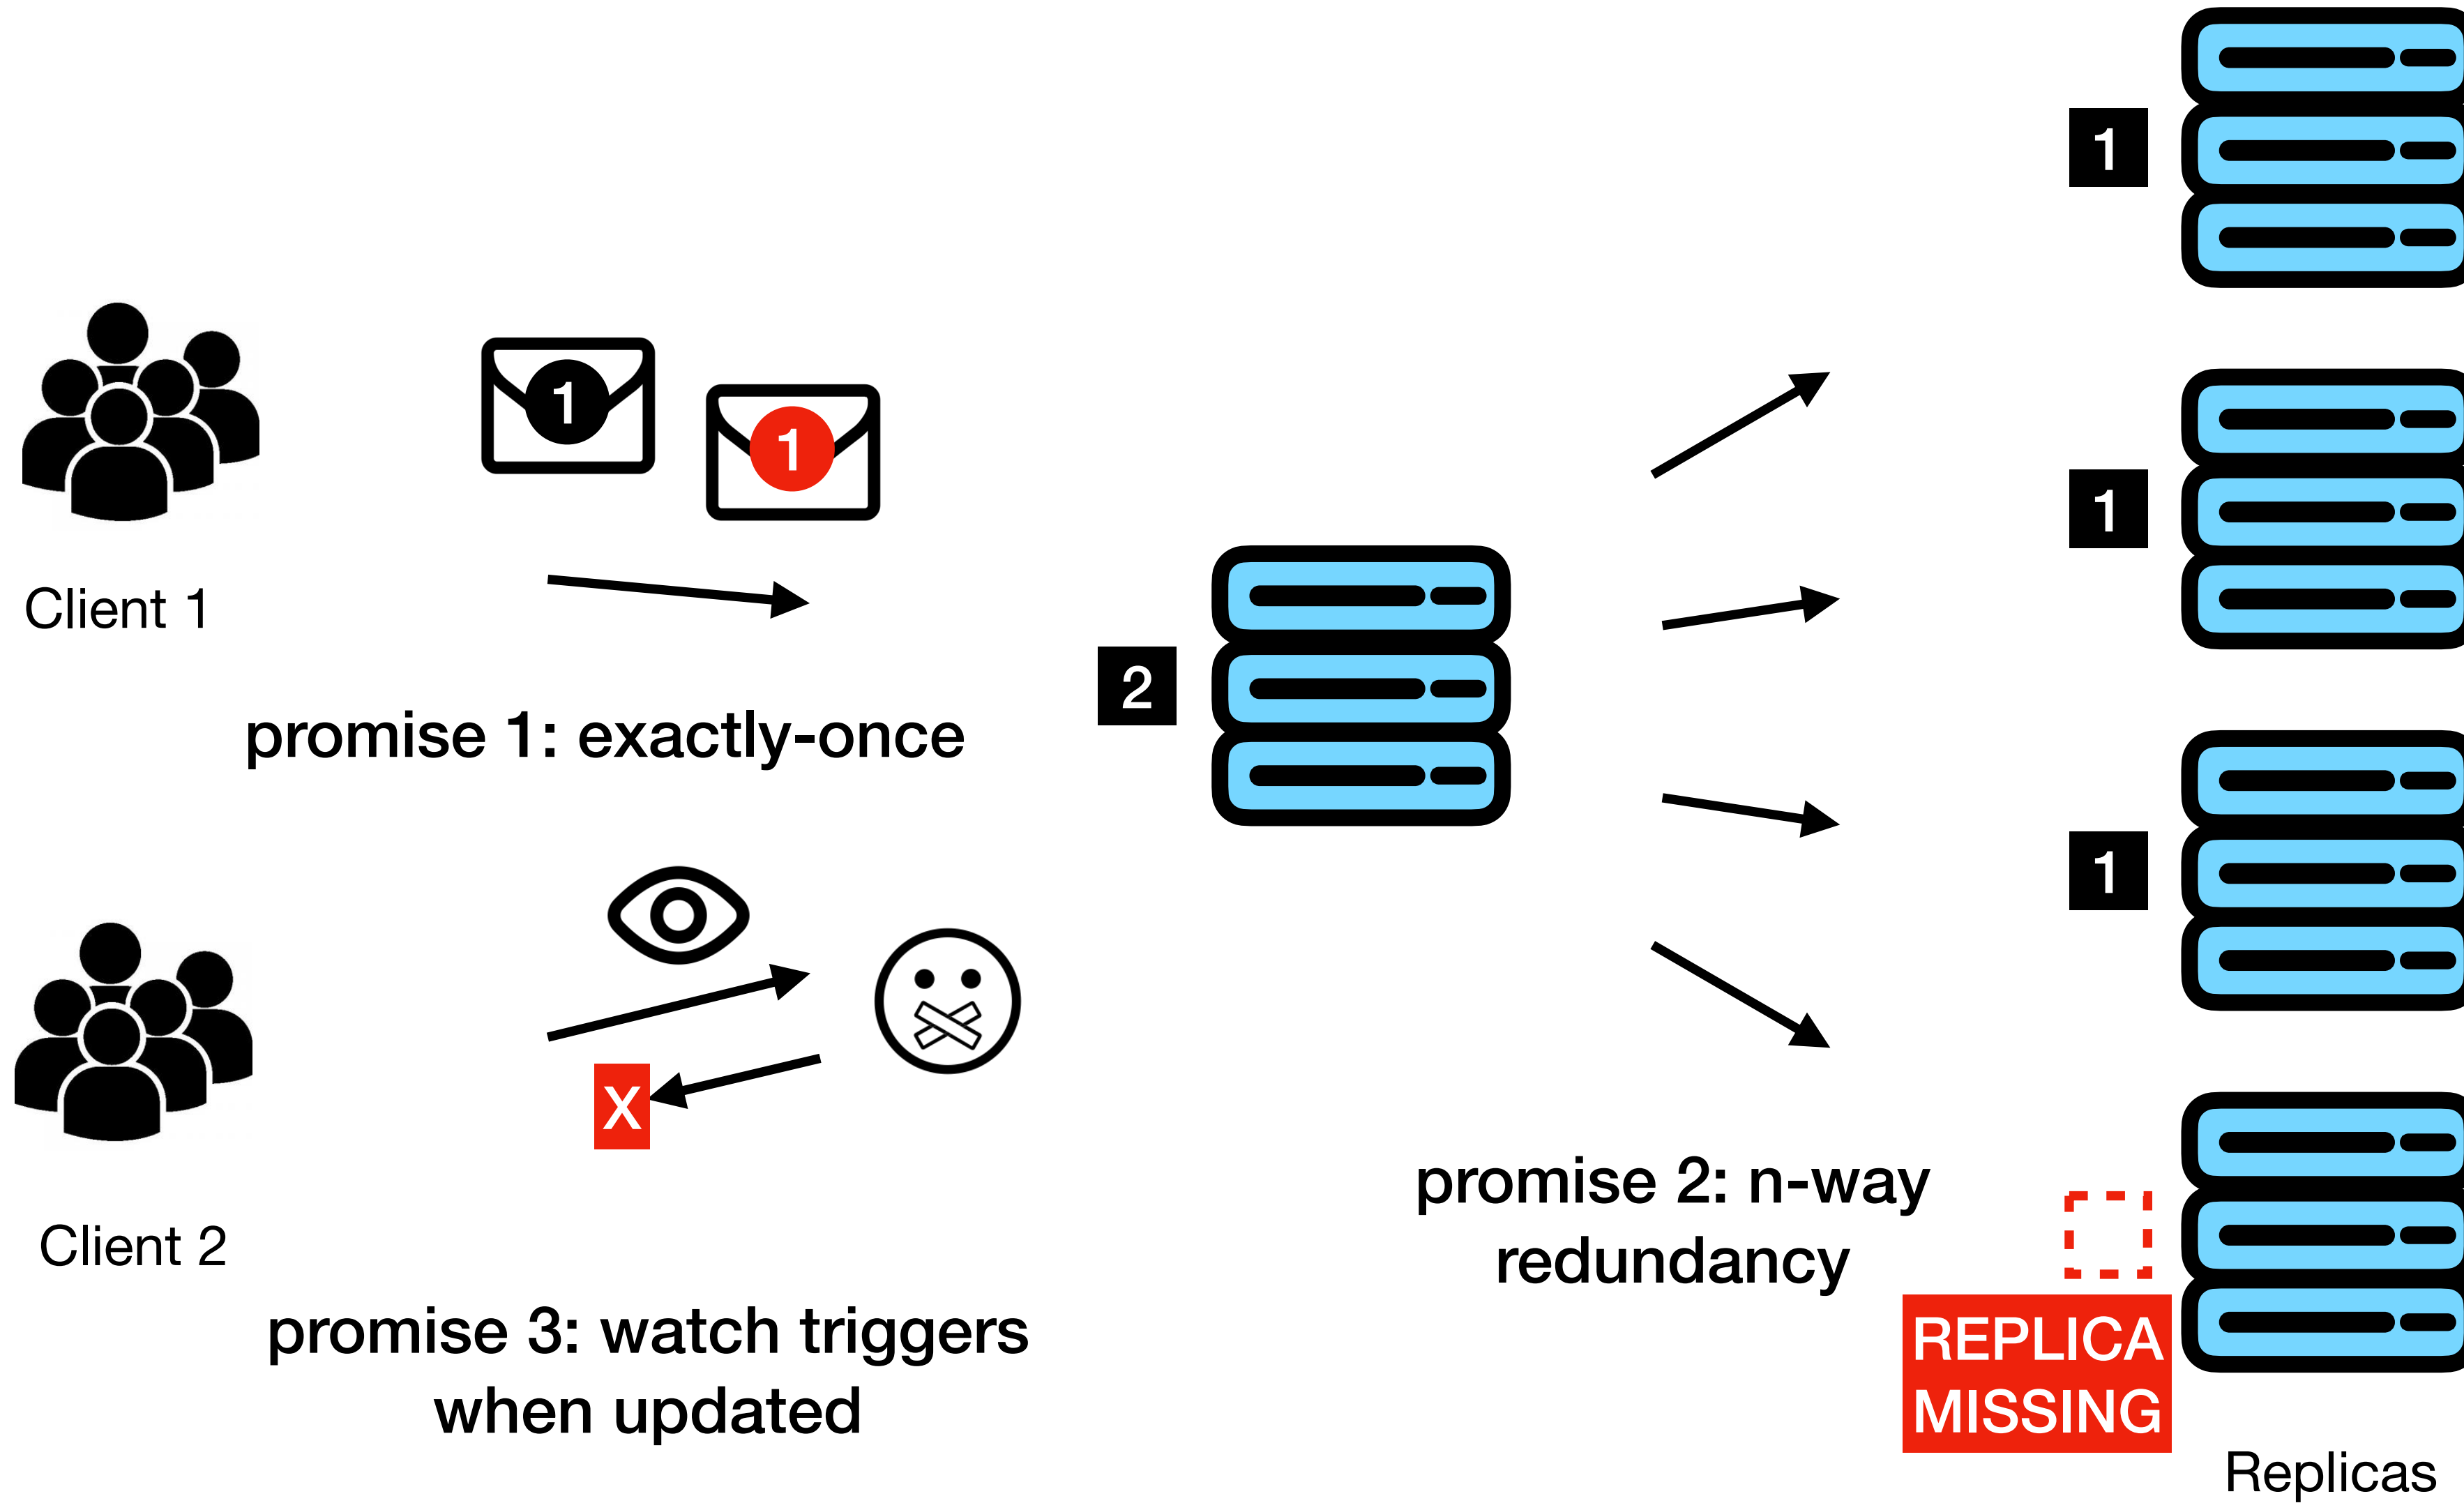 1
1
1
1
Client 1
2
promise 1: exactly-once
1
X
promise 2: n-way
redundancy
Client 2
promise 3: watch triggers
when updated
REPLICA
MISSING
Replicas